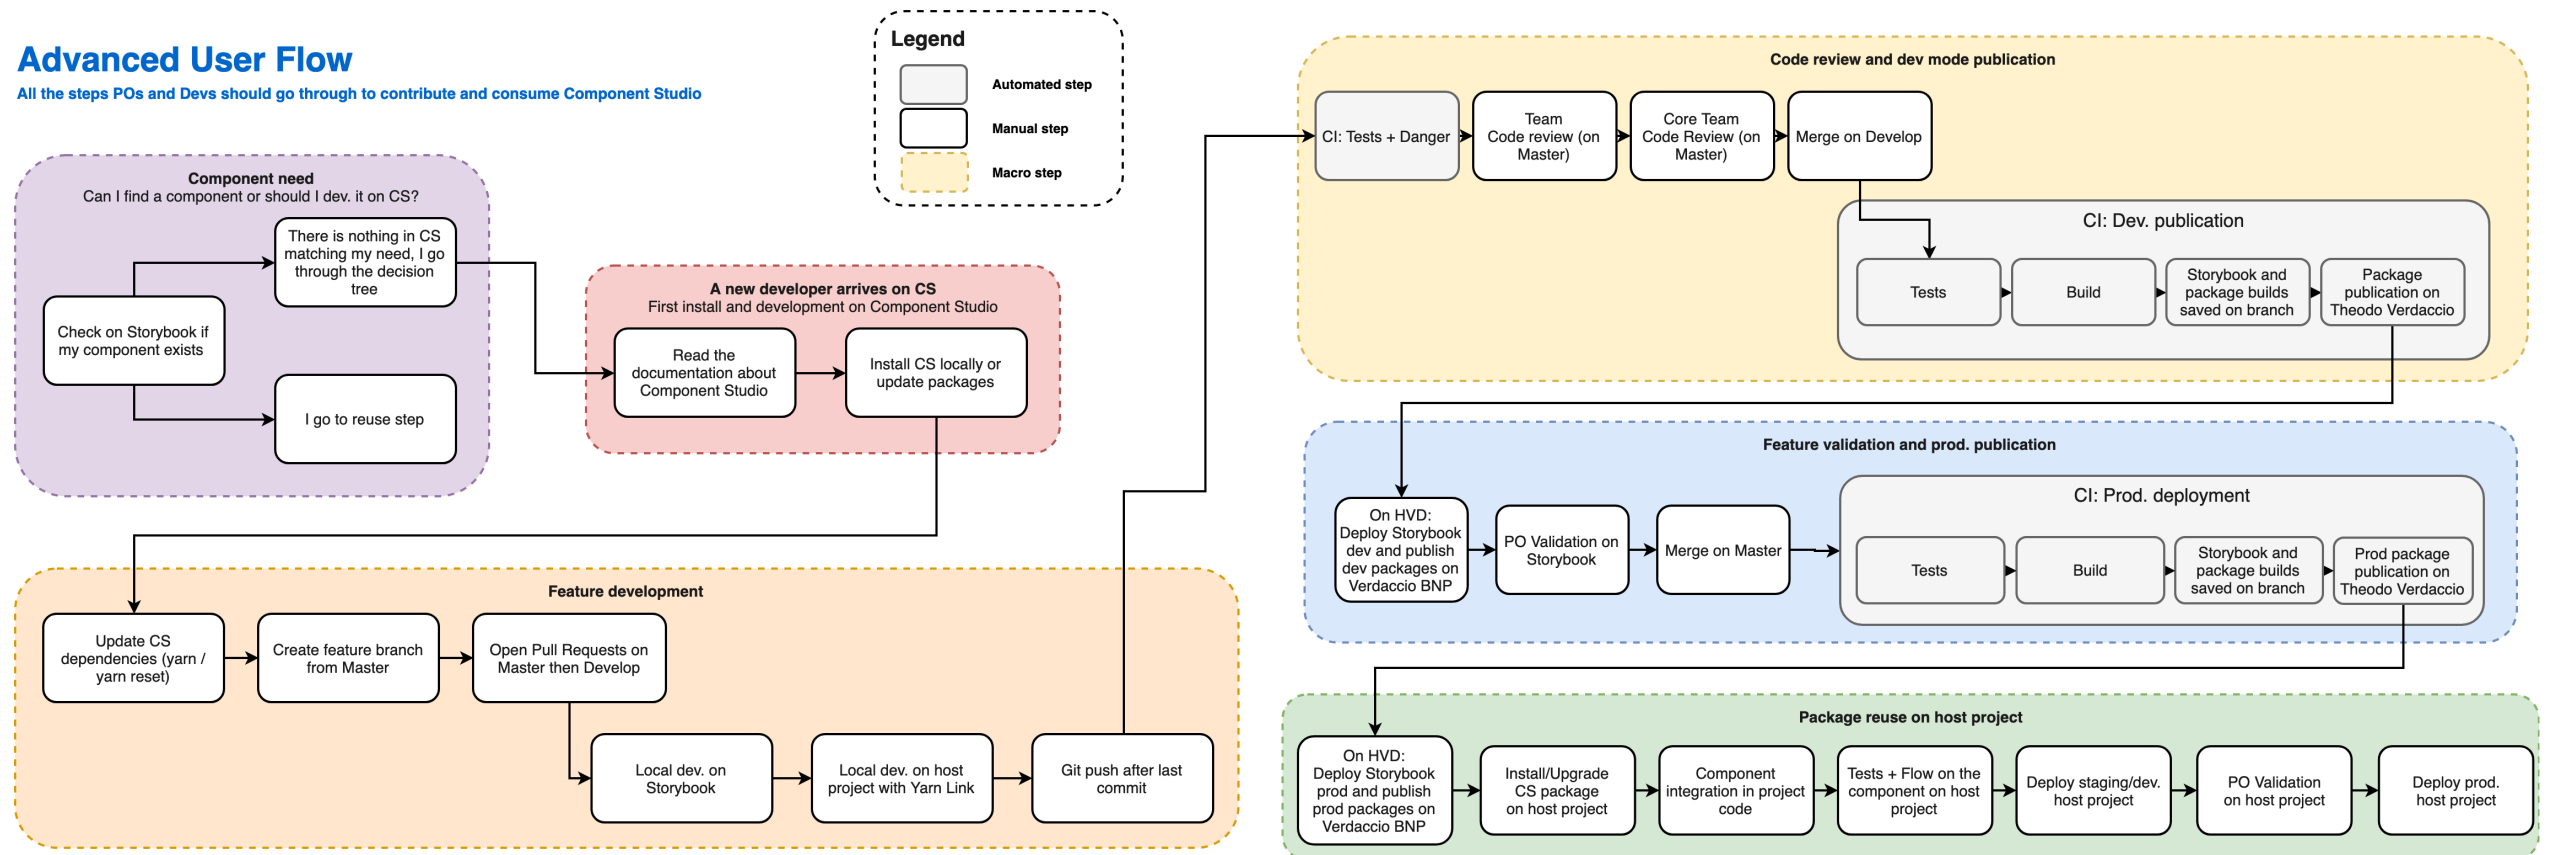 Advanced User Flow
All the steps POs and Devs should go through to contribute and consume Component Studio
Legend
Automated step
Manual step
Macro step
Component need
Can I find a component or should I dev. it on CS?
There is nothing in CS
matching my need, I go
through the decision
tree
Check on Storybook if
my component exists
I go to reuse step
A new developer arrives on CS
First install and development on Component Studio
Read the
documentation about
Component Studio
Install CS locally or
update packages
Feature development
Update CS
dependencies (yarn /
yarn reset)
Create feature branch
from Master
Open Pull Requests on
Master then Develop
Local dev. on
Storybook
Local dev. on host
project with Yarn Link
Git push after last
commit
Code review and dev mode publication
CI: Tests + Danger
Team
Code review (on
Master)
Core Team
Code Review (on
Master)
Merge on Develop
CI: Dev. publication
Tests
Build
Storybook and
package builds
saved on branch
Package
publication on
Theodo Verdaccio
Feature validation and prod. publication
On HVD:
Deploy Storybook
dev and publish
dev packages on
Verdaccio BNP
PO Validation on
Storybook
Merge on Master
CI: Prod. deployment
Tests
Build
Storybook and
package builds
saved on branch
Prod package
publication on
Theodo Verdaccio
Package reuse on host project
On HVD:
Deploy Storybook
prod and publish
prod packages on
Verdaccio BNP
Install/Upgrade
CS package
on host project
Component
integration in project
code
Tests + Flow on the
component on host
project
Deploy staging/dev.
host project
PO Validation
on host project
Deploy prod.
host project